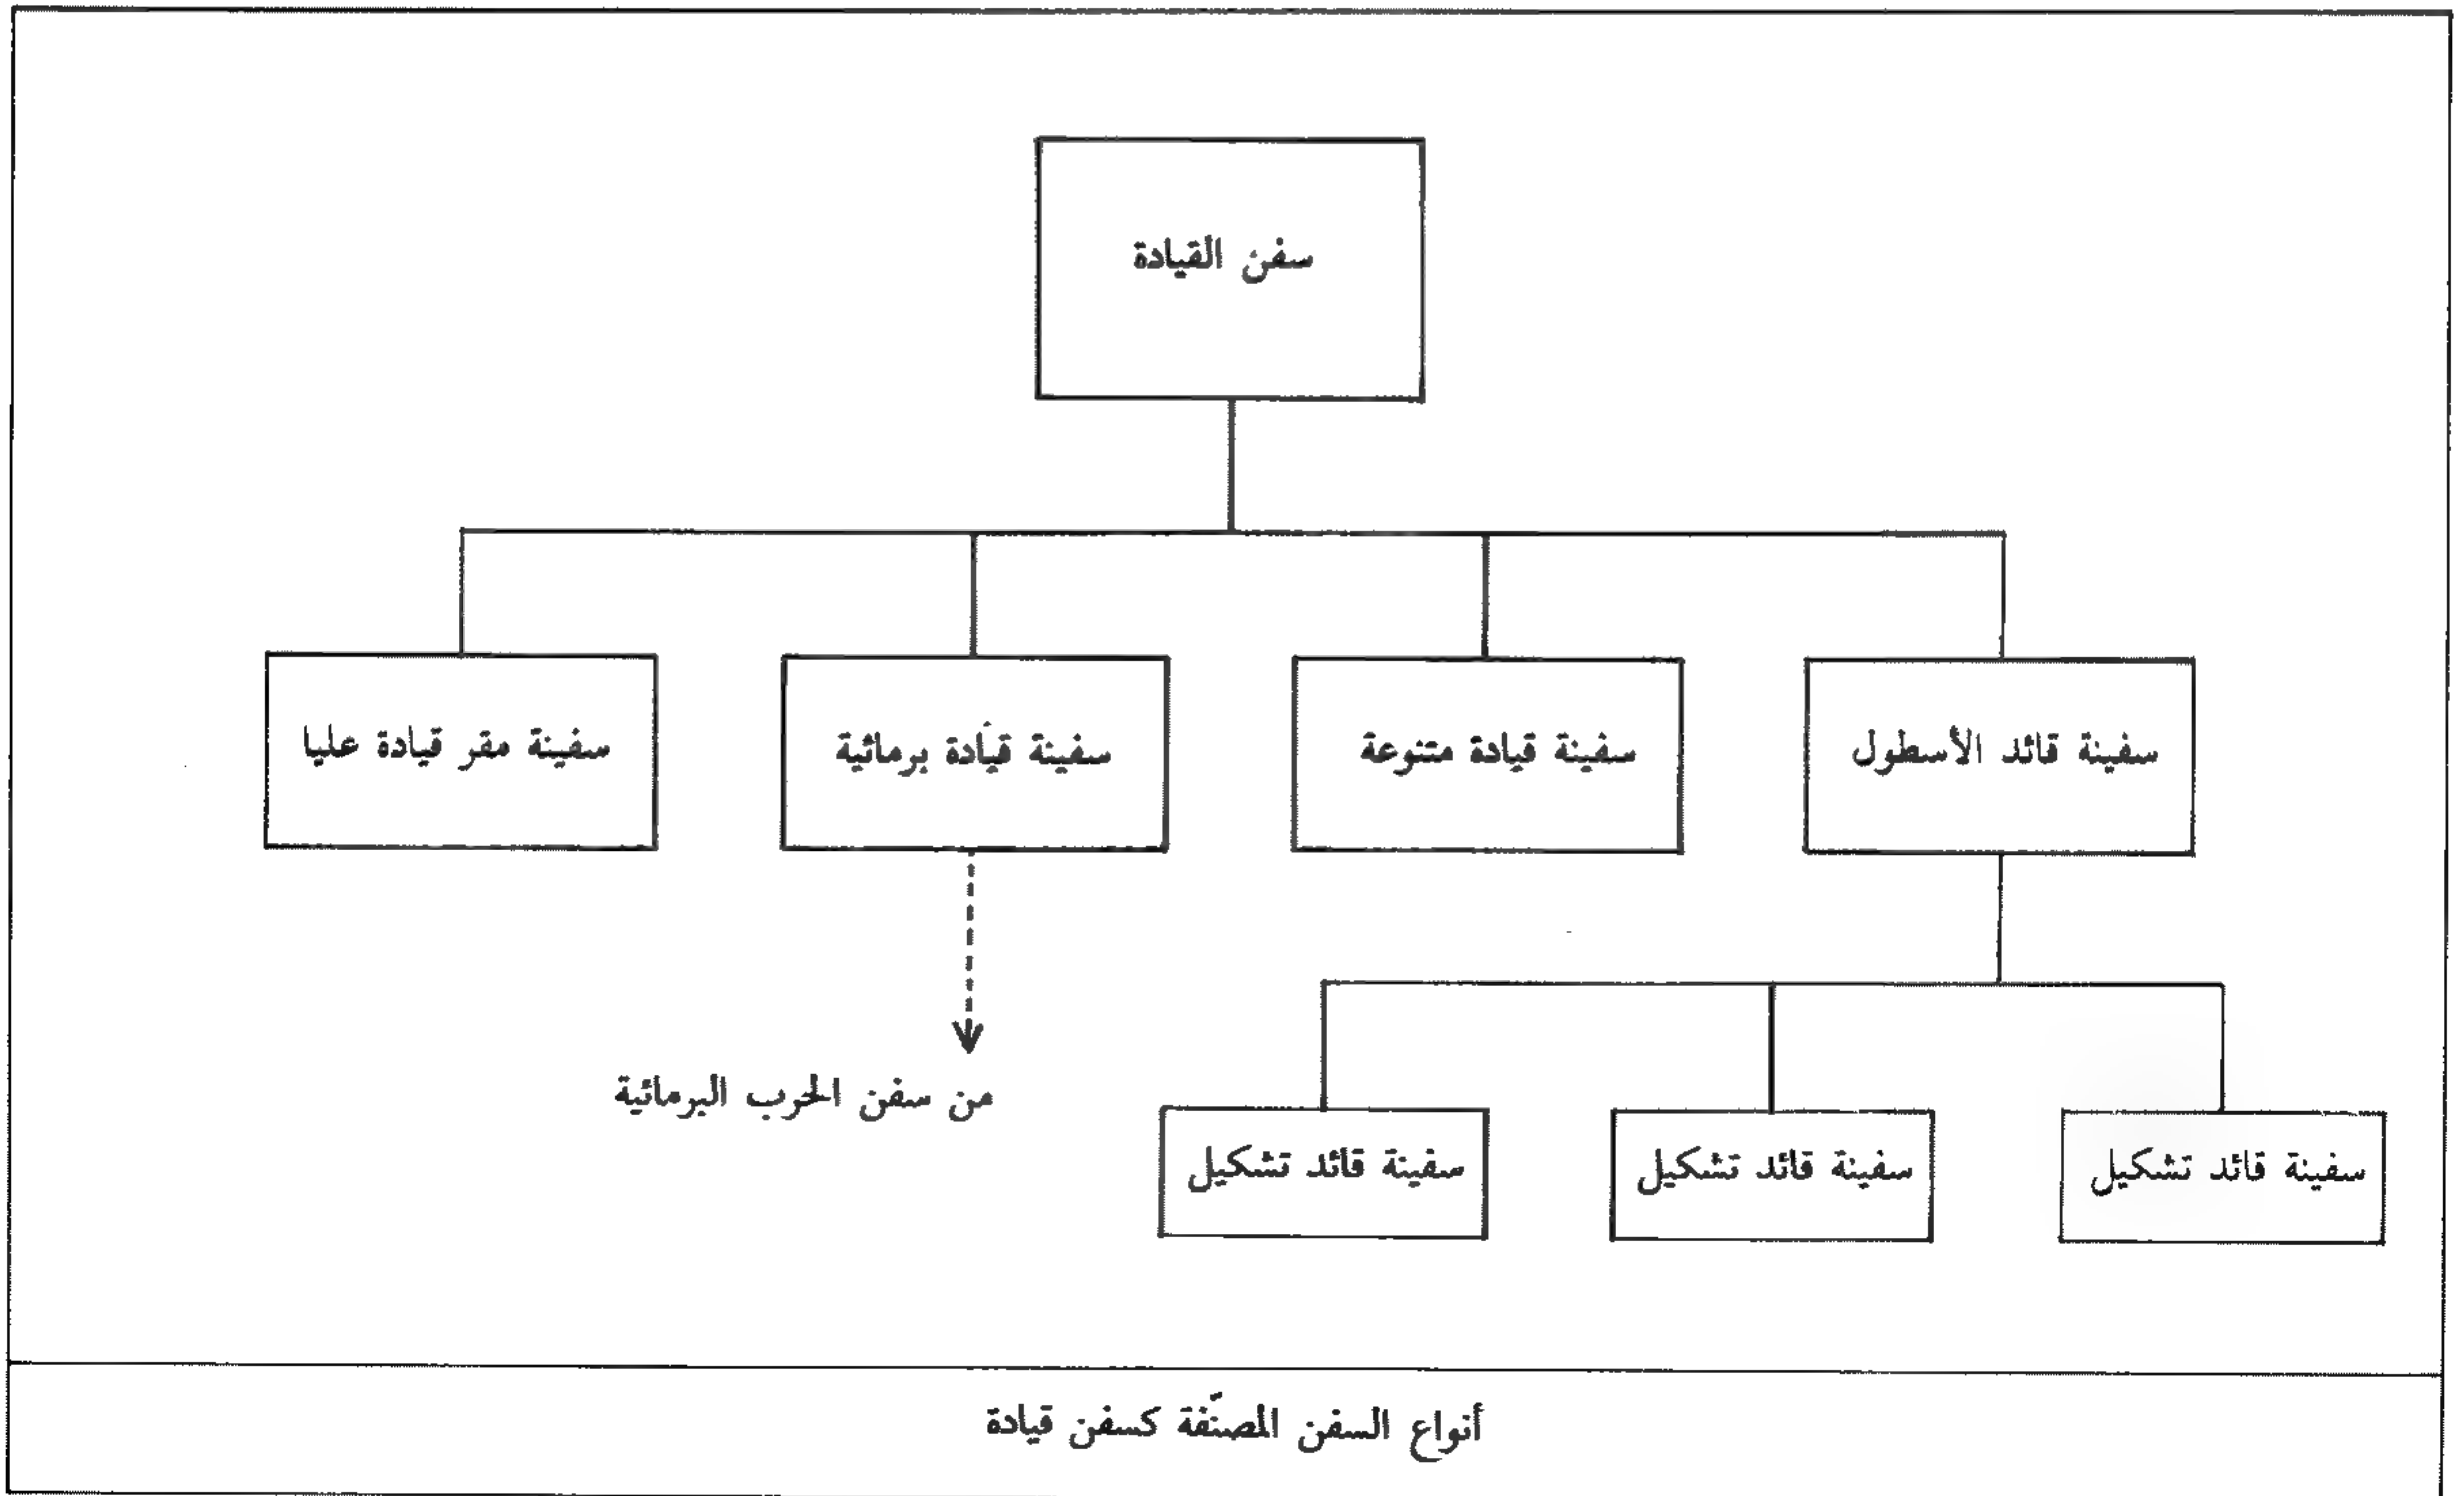 سفن القيادة
سفينة قائد الأسطول
سفينة قيادة متنوعة
سفينة قيادة برمائية
سفينة مقر قيادة عليا
من سفن الحرب البرمائية
سفينة قائد تشكيل
سفينة قائد تشكيل
سفينة قائد تشكيل
أنواع السفن المصنّفة كسفن قيادة